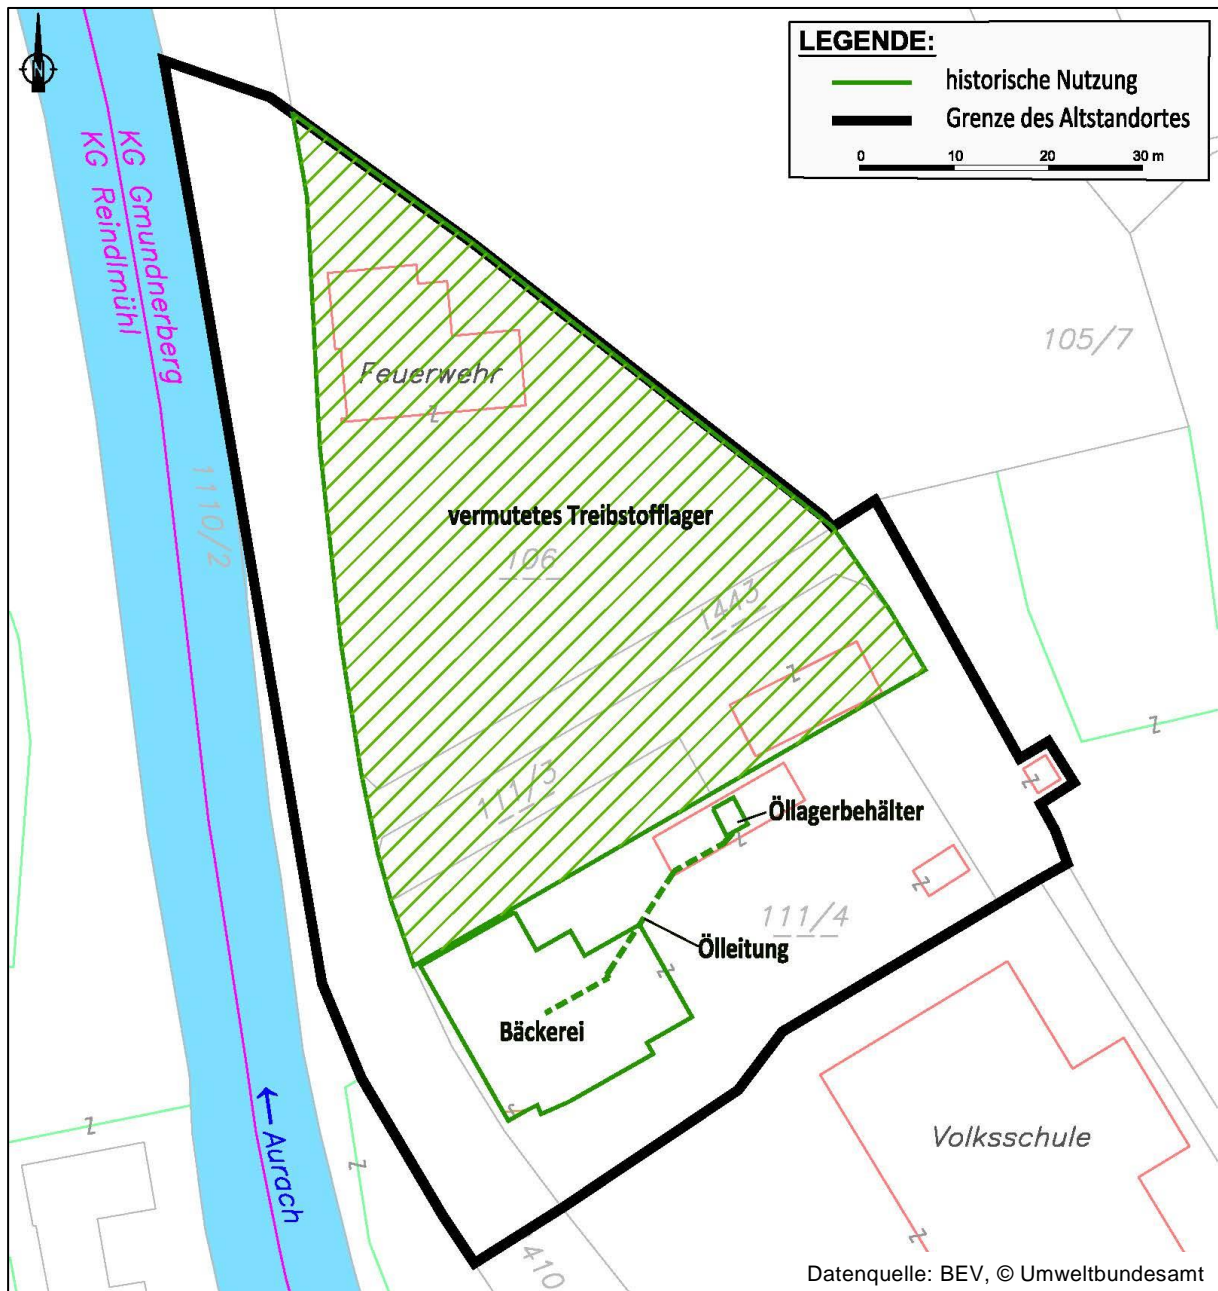 N
LEGENDE:
historische Nutzung
Grenze des Altstandortes
0 10 20 30 m
KG Gmundnerberg
KG Reindlmühl
105/7
Feuerwehr
1110/2
vermutetes Treibstofflager
106
1443
111/3
Öllagerbehälter
111/4
Ölleitung
Bäckerei
Aurach
Volksschule
410
Datenquelle: BEV, © Umweltbundesamt